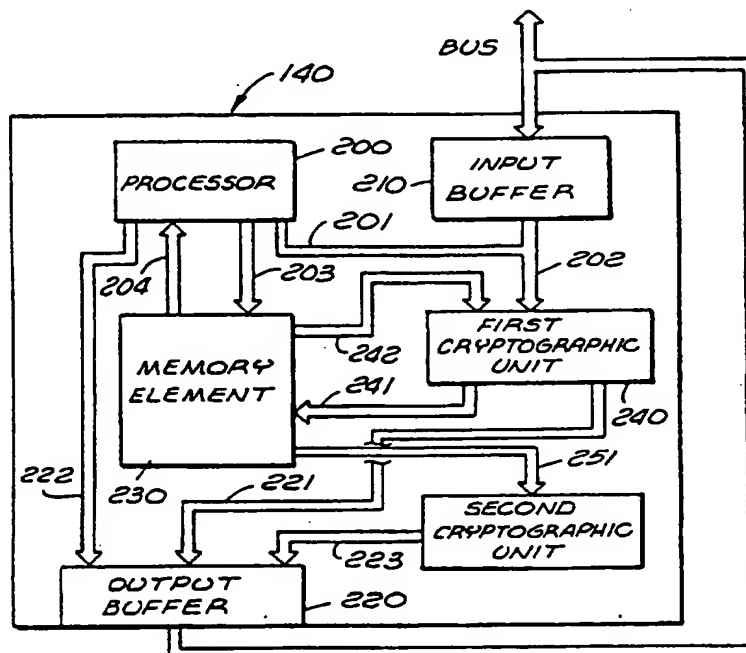 BUS
140
200
PROCESSOR
INPUT
BUFFER
210
201
202
204
203
242
FIRST
CRYPTOGRAPHIC
UNIT
MEMORY
ELEMENT
241
240
230
251
222
221
SECOND
CRYPTOGRAPHIC
UNIT
223
OUTPUT
BUFFER
220